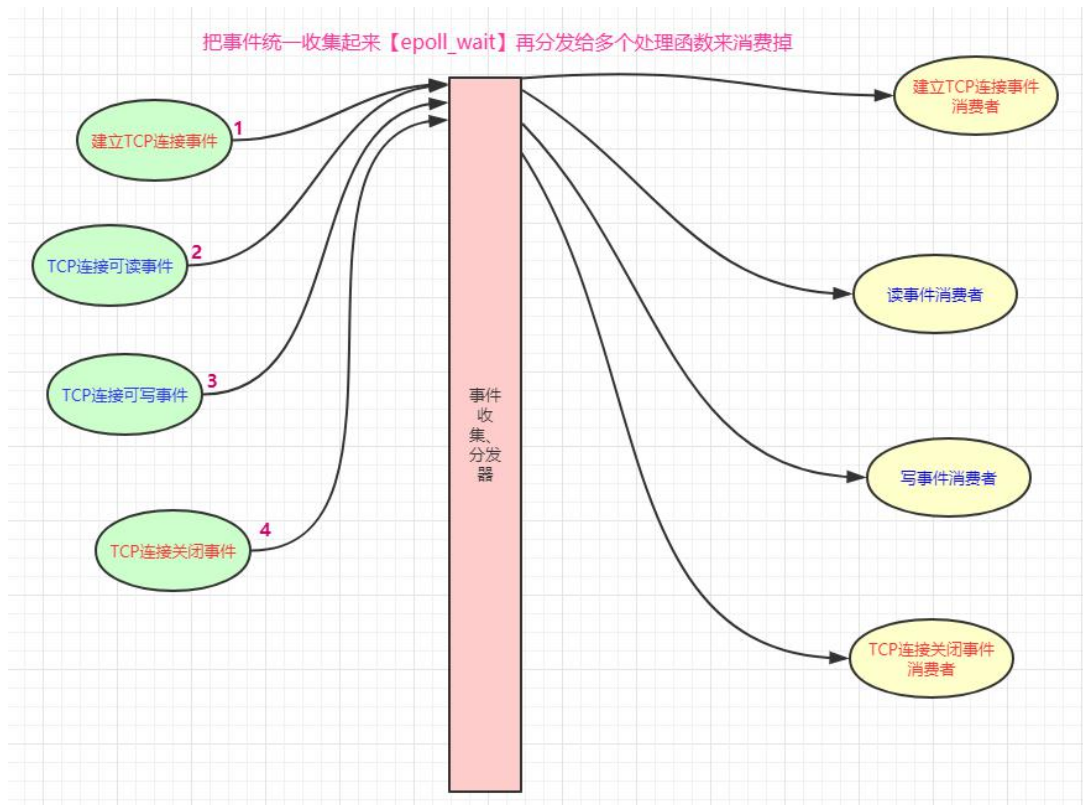 把事件统一收集起来【epoll_wait】再分发给多个处理函数来消费掉
建立TCP连接事件
1
TCP连接可读事件
2
TCP连接可写事件
3
TCP连接关闭事件
4
事件
收
集、
分发
器
建立TCP连接事件
消费者
读事件消费者
写事件消费者
TCP连接关闭事件
消费者